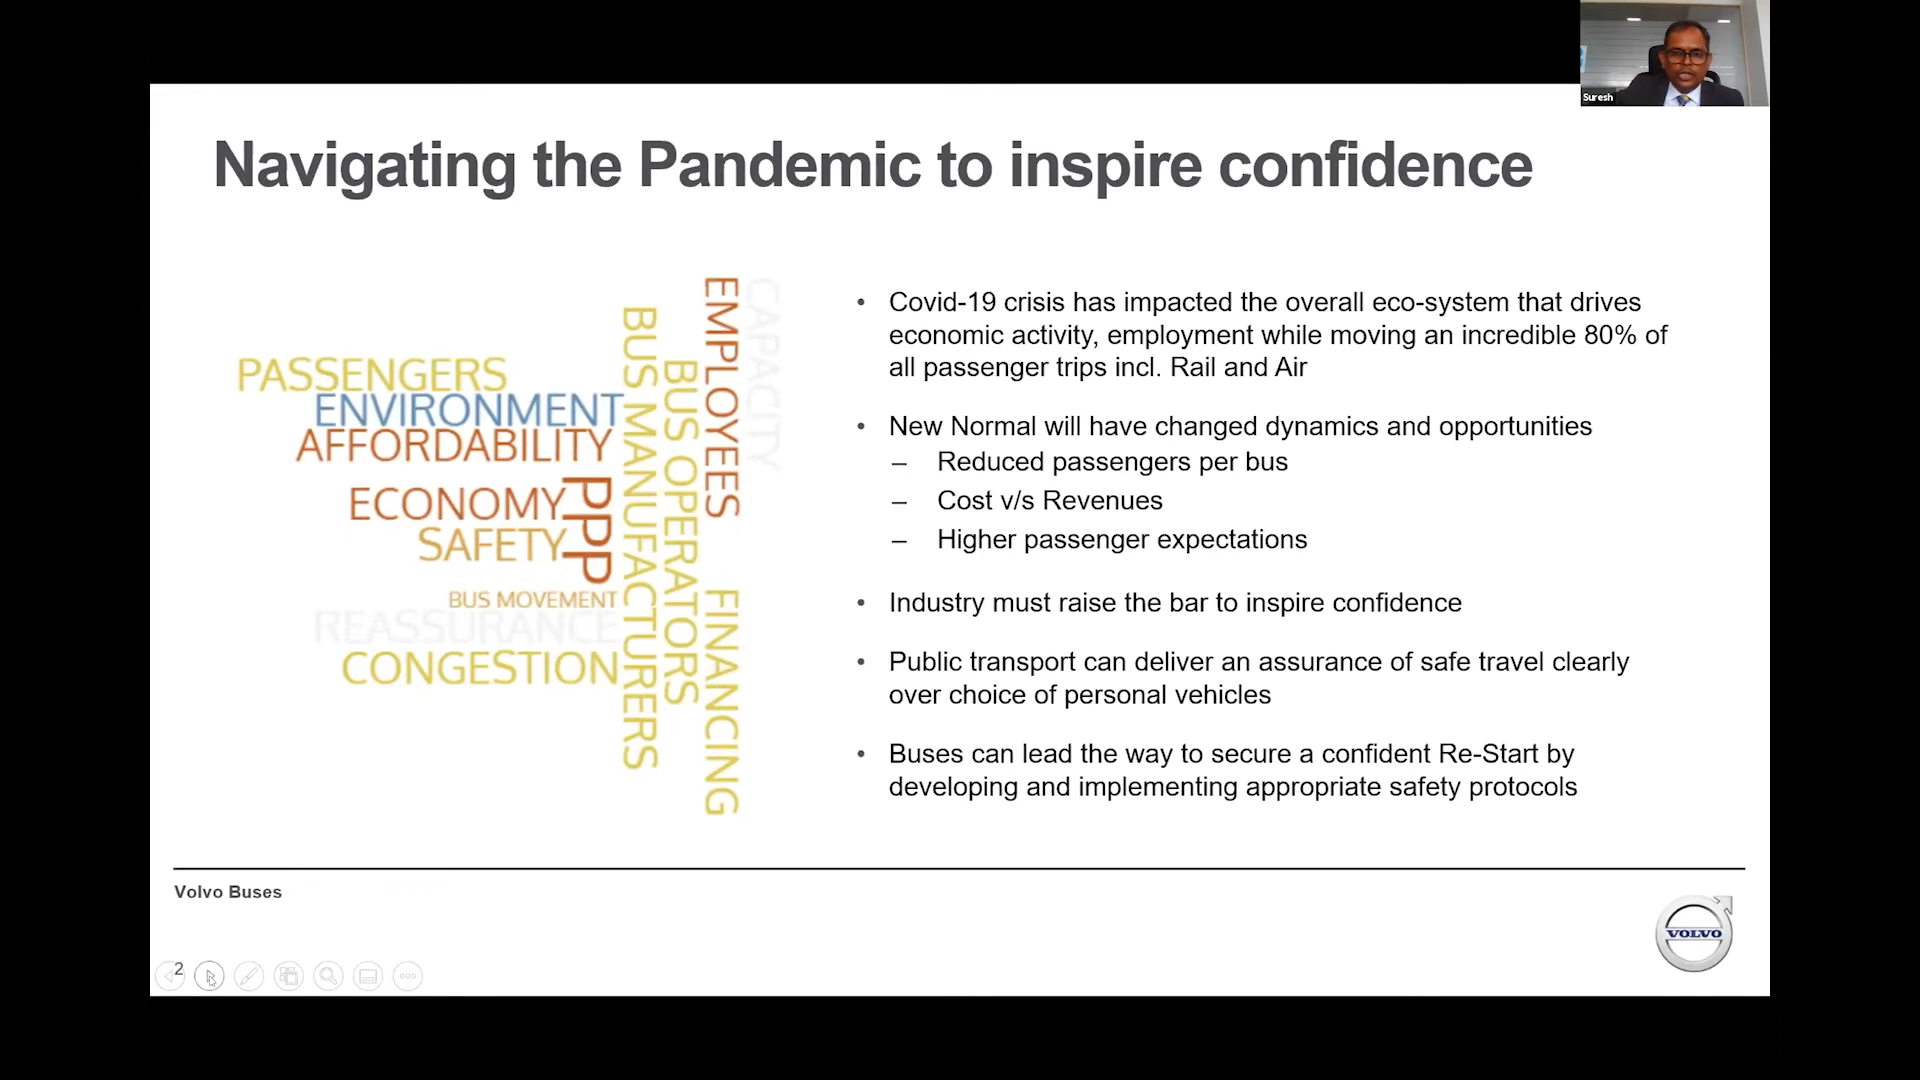 Suresh
Navigating the Pandemic to inspire confidence
PASSENGERS
ENVIRONMENT
AFFORDABILITY
ECONOMY
SAFETY
PPP
BUS MOVEMENT
REASSURANCE
CONGESTION
BUS MANUFACTURERS
BUS OPERATORS
EMPLOYEES
FINANCING
CAPACITY
• Covid-19 crisis has impacted the overall eco-system that drives
economic activity, employment while moving an incredible 80% of
all passenger trips incl. Rail and Air
• New Normal will have changed dynamics and opportunities
– Reduced passengers per bus
– Cost v/s Revenues
– Higher passenger expectations
• Industry must raise the bar to inspire confidence
• Public transport can deliver an assurance of safe travel clearly
over choice of personal vehicles
• Buses can lead the way to secure a confident Re-Start by
developing and implementing appropriate safety protocols
Volvo Buses
VOLVO
2